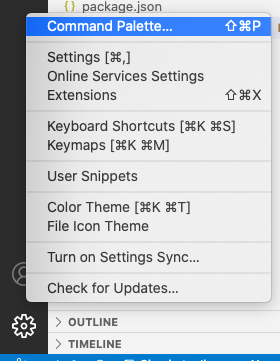 package.json
Command Palette... ⇧⌘P
Settings [⌘,]
Online Services Settings
Extensions ⇧⌘X
Keyboard Shortcuts [⌘K ⌘S]
Keymaps [⌘K ⌘M]
User Snippets
Color Theme [⌘K ⌘T]
File Icon Theme
Turn on Settings Sync...
Check for Updates...
OUTLINE
TIMELINE